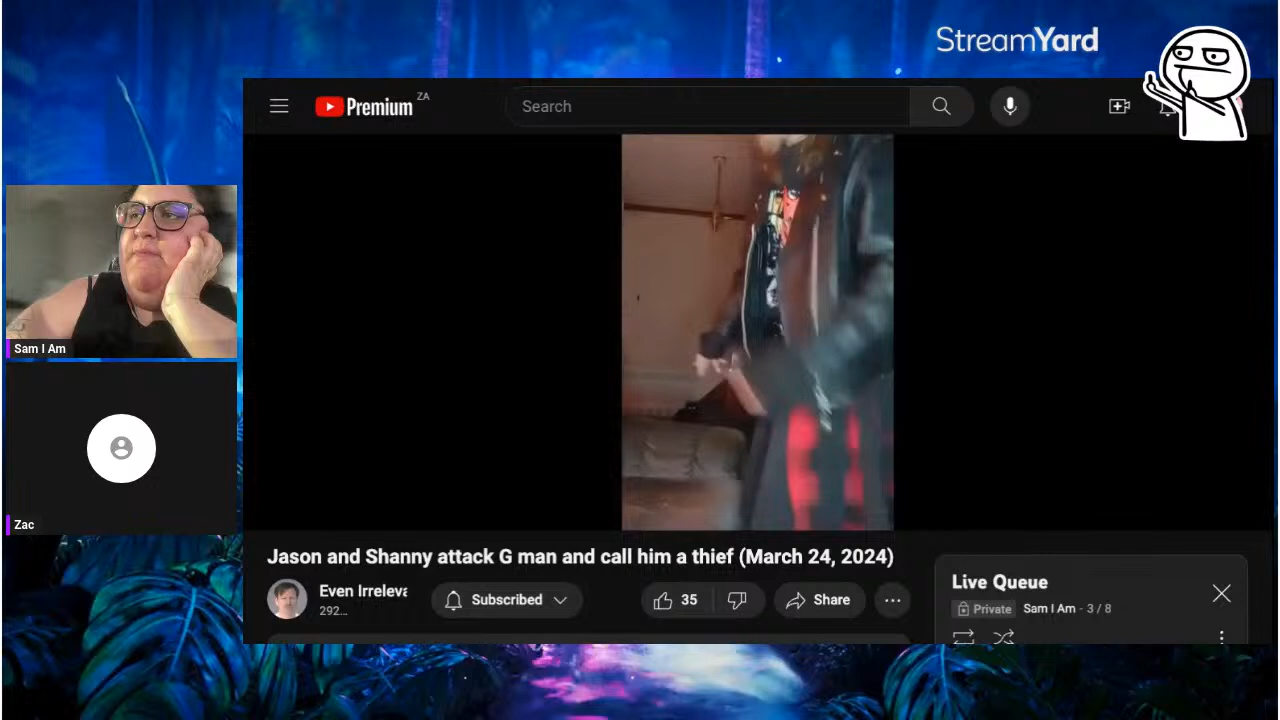 StreamYard
Premium ZA
Search
Sam I Am
Zac
Jason and Shanny attack G man and call him a thief (March 24, 2024)
Even Irreleva
292...
Subscribed
35
Share
Live Queue
Private Sam I Am - 3 / 8